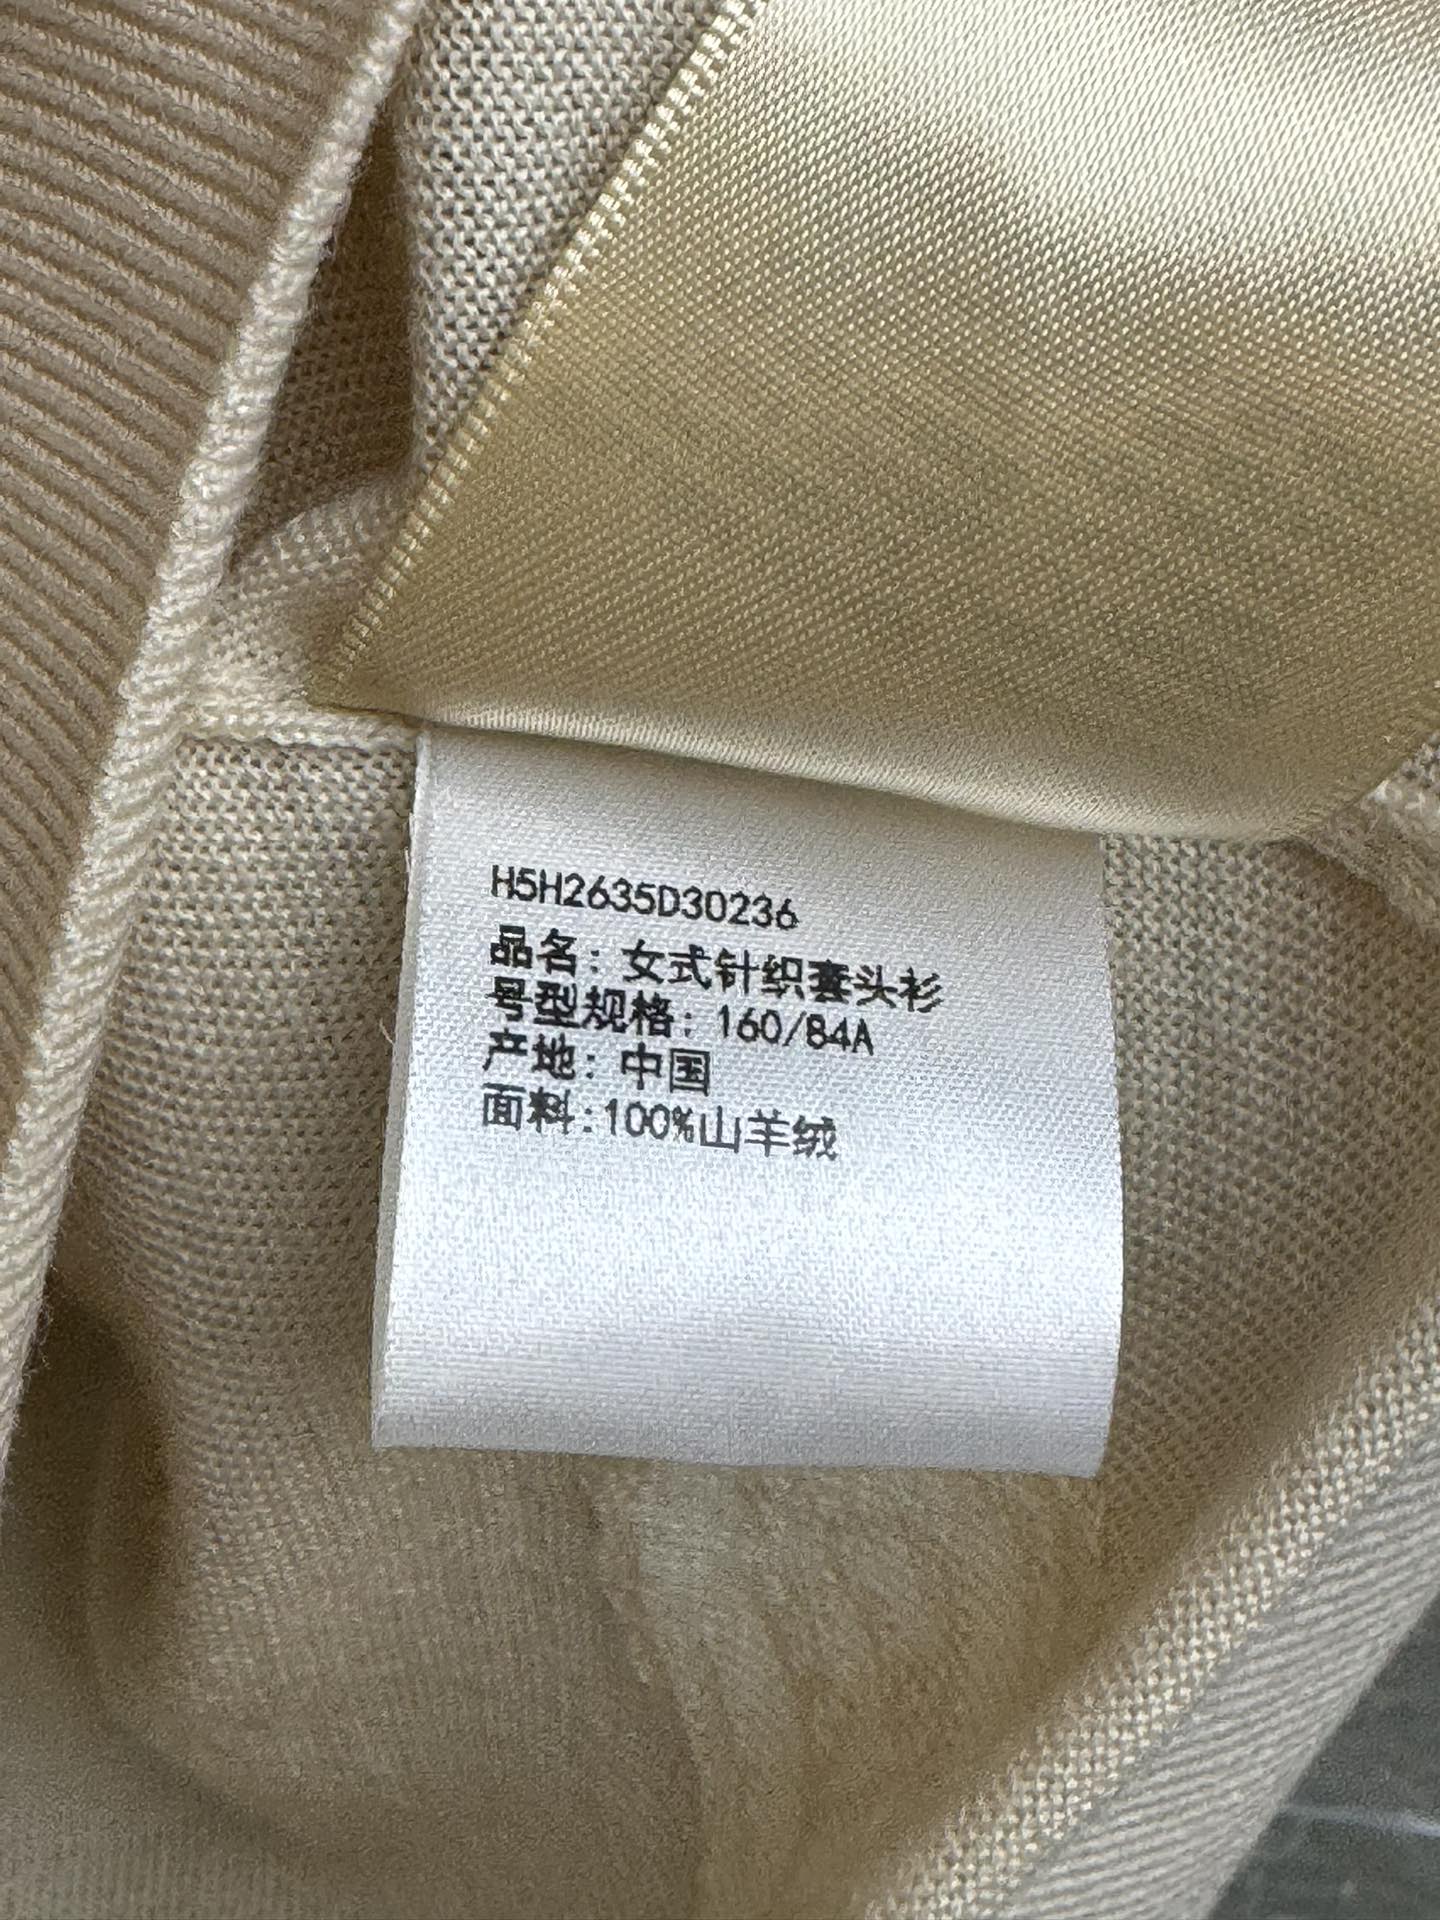 H5H2635D30236
品名：女式针织套头衫
号型规格：160/84A
产地：中国
面料:100%山羊绒